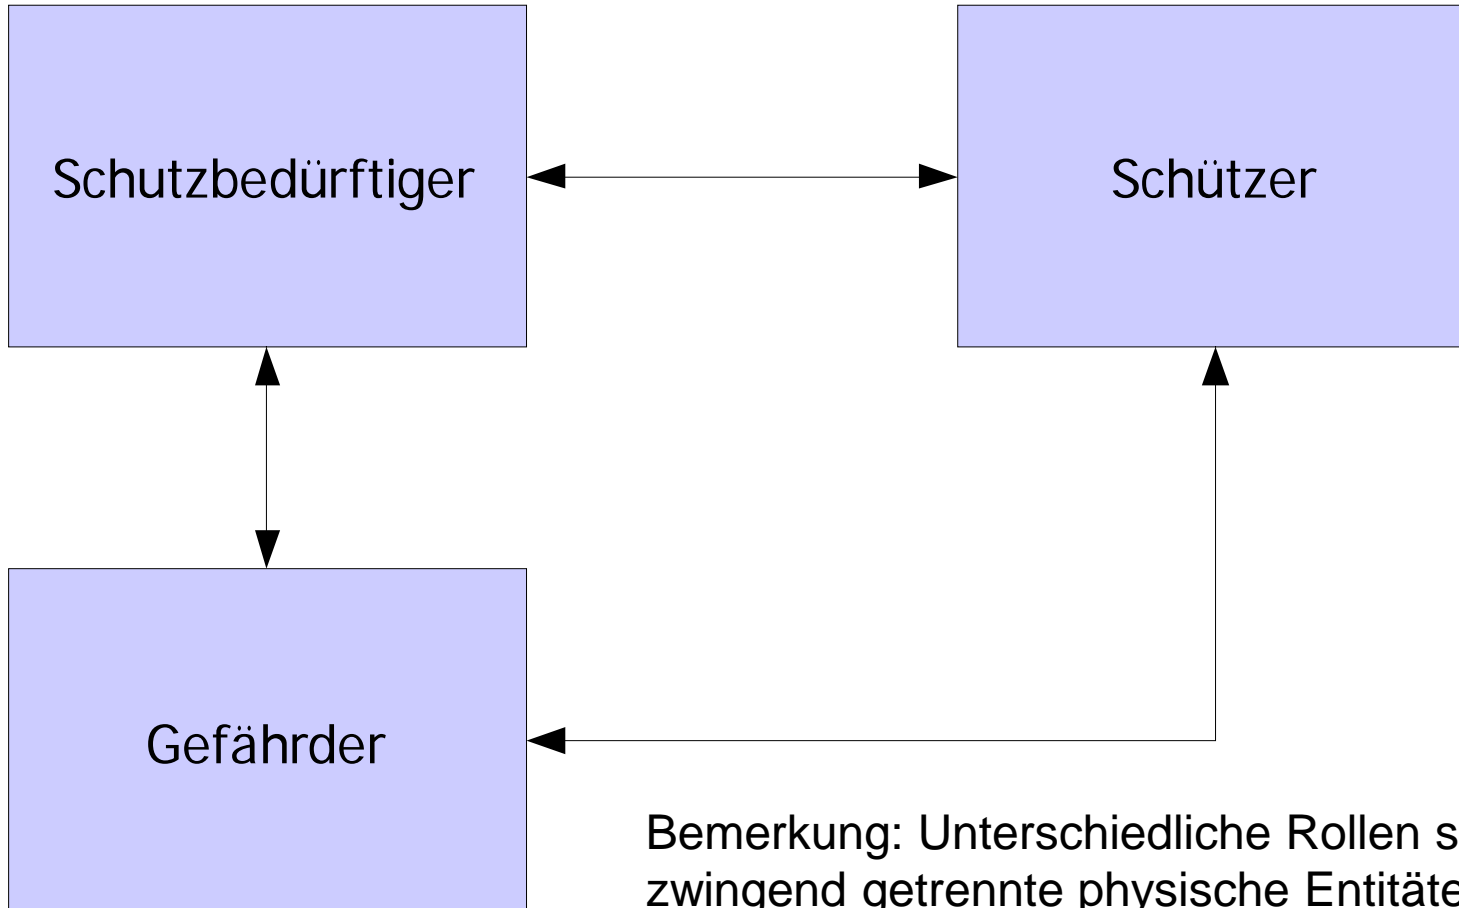 Schutzbedürftiger
Schützer
Gefährder
Bemerkung: Unterschiedliche Rollen
zwingend getrennte physische